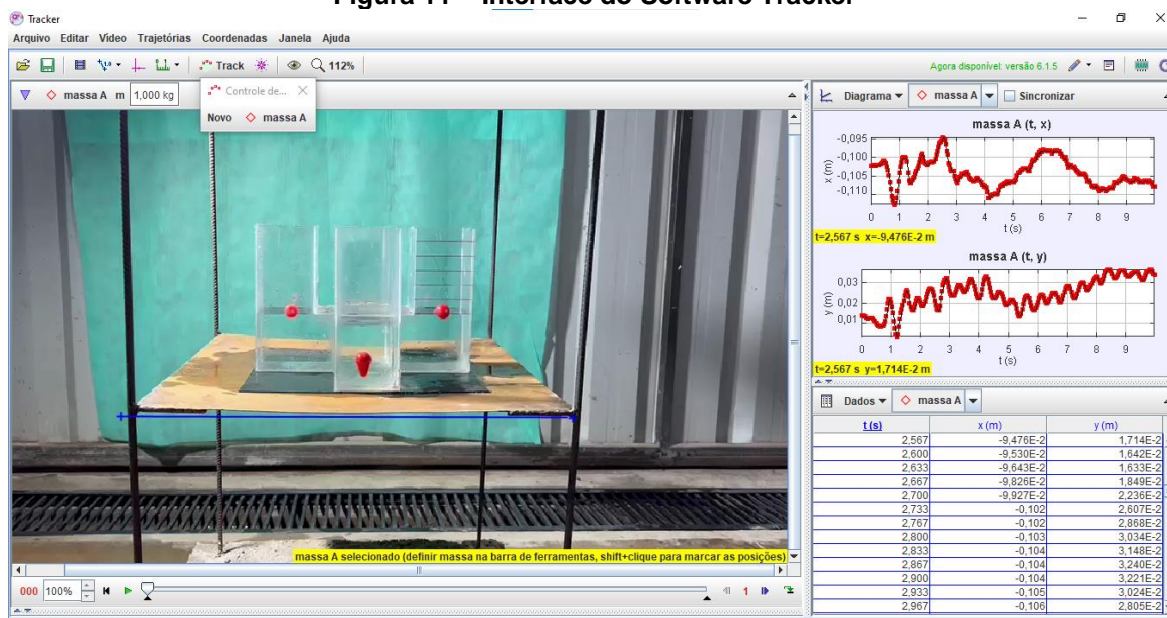 Figura 11 – Interface do Software Tracker
Tracker
Arquivo Editar Video Trajetórias Coordenadas Janela Ajuda
Track 112% Agora disponível: versão 6.1.5
massa A m 1,000 kg
Controle de...
Novo massa A
Diagrama massa A Sincronizar
massa A (t, x)
x (m)
-0,095
-0,100
-0,105
-0,110
0 1 2 3 4 5 6 7 8 9
t (s)
t=2,567 s x=-9,476E-2 m
massa A (t, y)
y (m)
0,03
0,02
0,01
0 1 2 3 4 5 6 7 8 9
t (s)
t=2,567 s y=1,714E-2 m
Dados massa A
t (s) x (m) y (m)
2,567 -9,476E-2 1,714E-2
2,600 -9,530E-2 1,642E-2
2,633 -9,643E-2 1,633E-2
2,667 -9,826E-2 1,849E-2
2,700 -9,927E-2 2,236E-2
2,733 -0,102 2,607E-2
2,767 -0,102 2,868E-2
2,800 -0,103 3,034E-2
2,833 -0,104 3,148E-2
2,867 -0,104 3,240E-2
2,900 -0,104 3,221E-2
2,933 -0,105 3,024E-2
2,967 -0,106 2,805E-2
massa A selecionado (definir massa na barra de ferramentas, shift+clique para marcar as posições)
000 100% 1